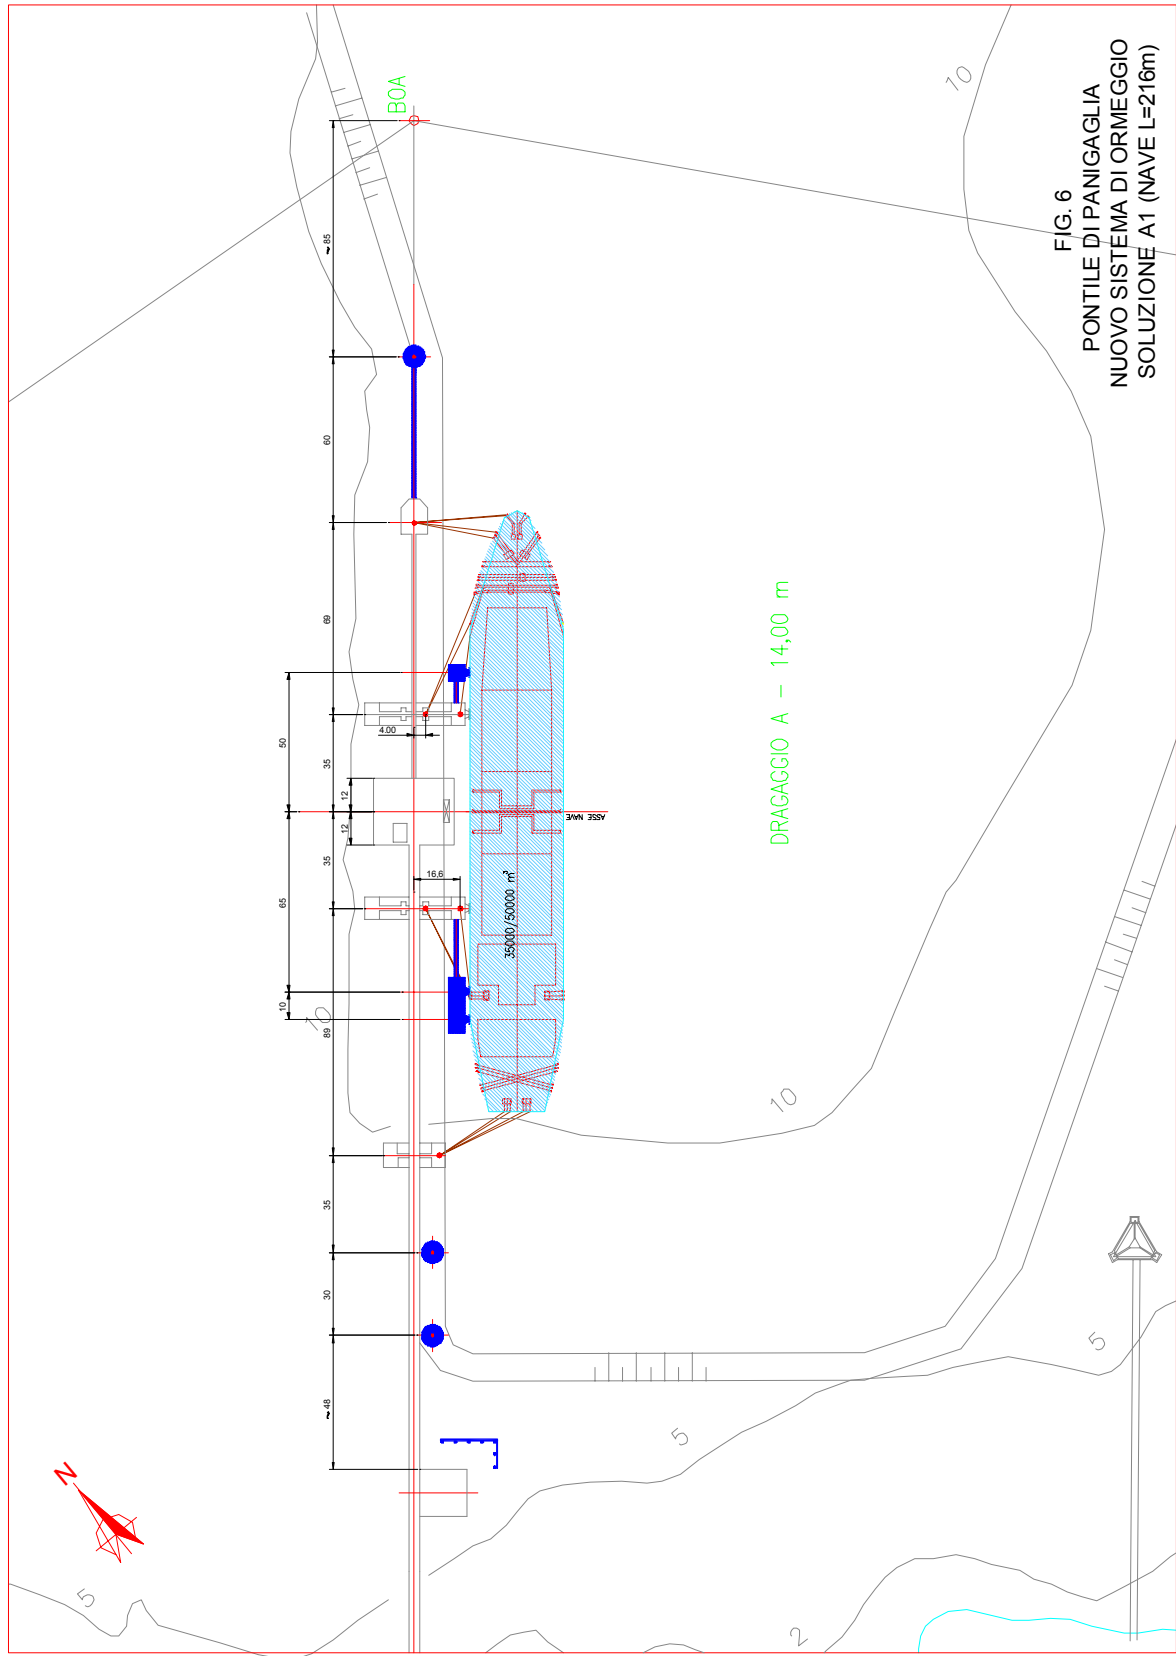 FIG. 6
PONTILE DI PANIGAGLIA
NUOVO SISTEMA DI ORMEGGIO
SOLUZIONE A1 (NAVE L=216m)
BOA
10
~85
60
69
50
4.00
35
12
12
ASSE NAVE
DRAGAGGIO A - 14,00 m
35
16,6
65
35000/50000 m³
10
10
89
10
35
30
5
~48
5
N
5
2